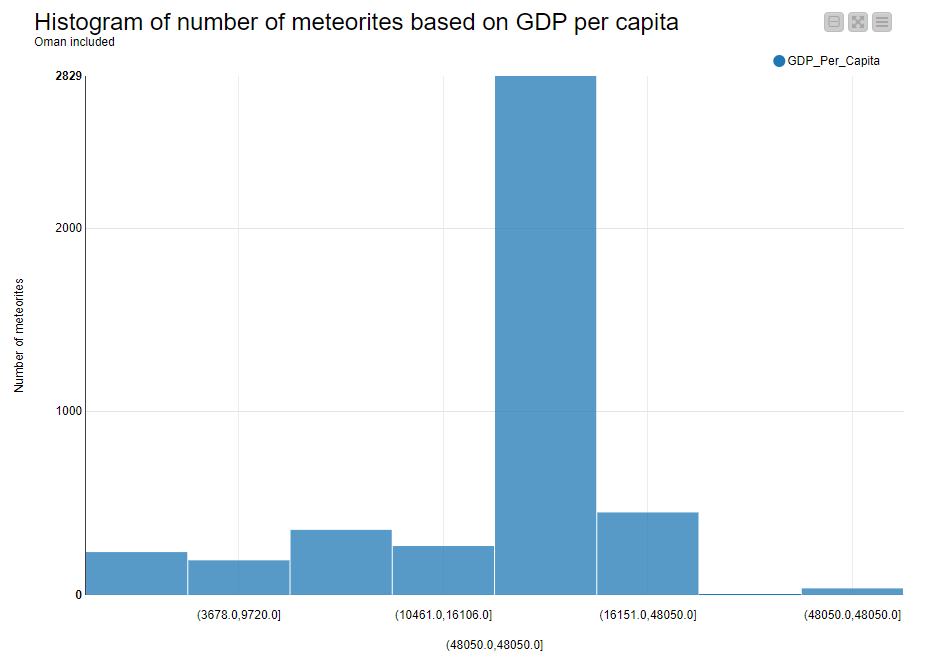 Histogram of number of meteorites based on GDP per capita
Oman included
GDP_Per_Capita
2829
2000
1000
0
Number of meteorites
(3678.0,9720.0]
(10461.0,16106.0]
(16151.0,48050.0]
(48050.0,48050.0]
(48050.0,48050.0]